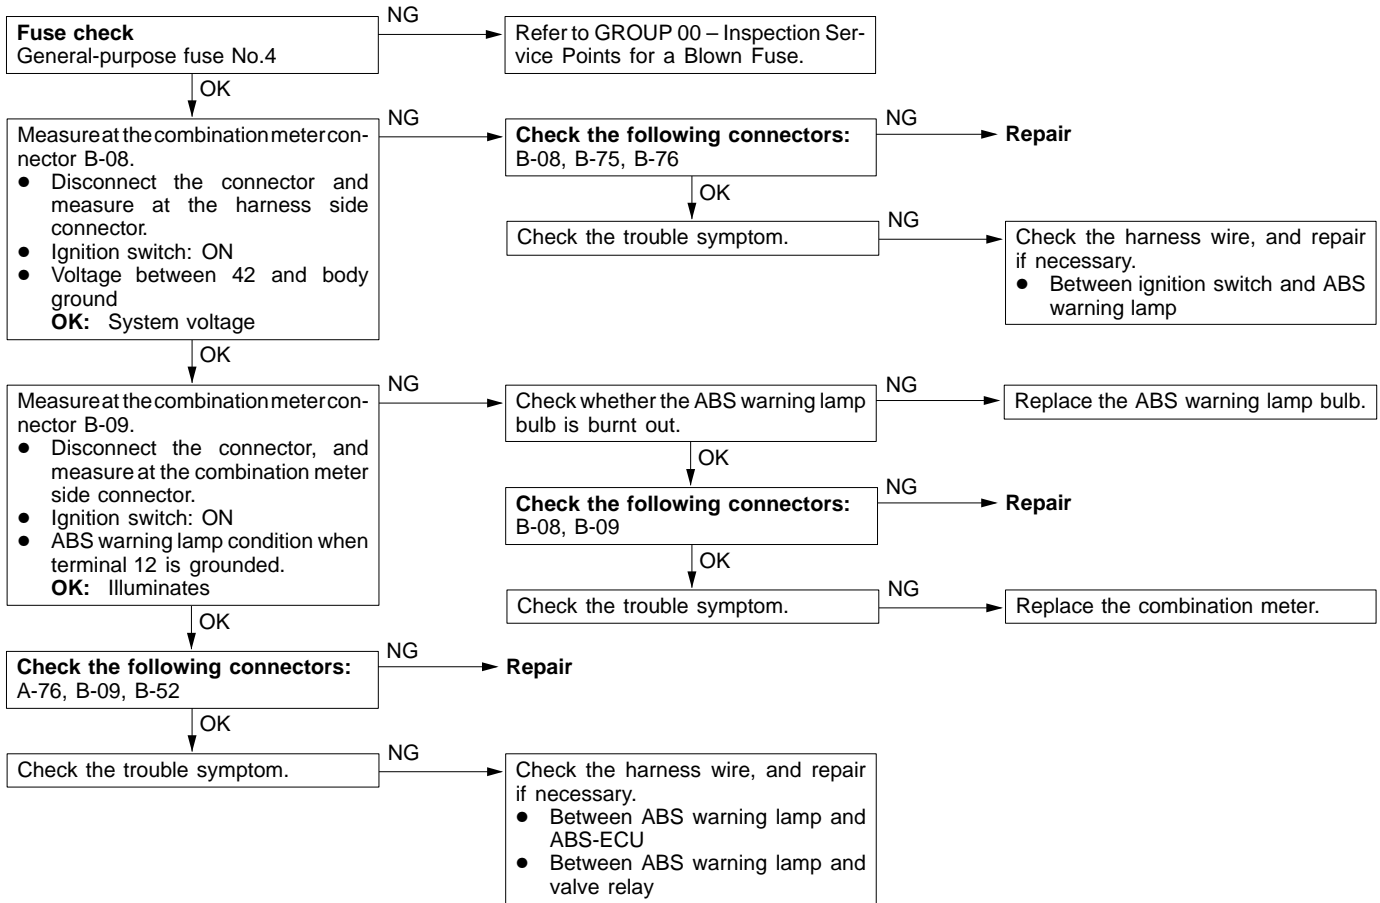 Fuse check
General-purpose fuse No.4
NG
Refer to GROUP 00 – Inspection Ser-
vice Points for a Blown Fuse.
OK
Measure at the combination meter con-
nector B-08.
● Disconnect the connector and
measure at the harness side
connector.
● Ignition switch: ON
● Voltage between 42 and body
ground
OK: System voltage
NG
Check the following connectors:
B-08, B-75, B-76
NG
Repair
OK
Check the trouble symptom.
NG
Check the harness wire, and repair
if necessary.
● Between ignition switch and ABS
warning lamp
OK
Measure at the combination meter con-
nector B-09.
● Disconnect the connector, and
measure at the combination meter
side connector.
● Ignition switch: ON
● ABS warning lamp condition when
terminal 12 is grounded.
OK: Illuminates
NG
Check whether the ABS warning lamp
bulb is burnt out.
NG
Replace the ABS warning lamp bulb.
OK
Check the following connectors:
B-08, B-09
NG
Repair
OK
Check the trouble symptom.
NG
Replace the combination meter.
OK
Check the following connectors:
A-76, B-09, B-52
NG
Repair
OK
Check the trouble symptom.
NG
Check the harness wire, and repair
if necessary.
● Between ABS warning lamp and
ABS-ECU
● Between ABS warning lamp and
valve relay